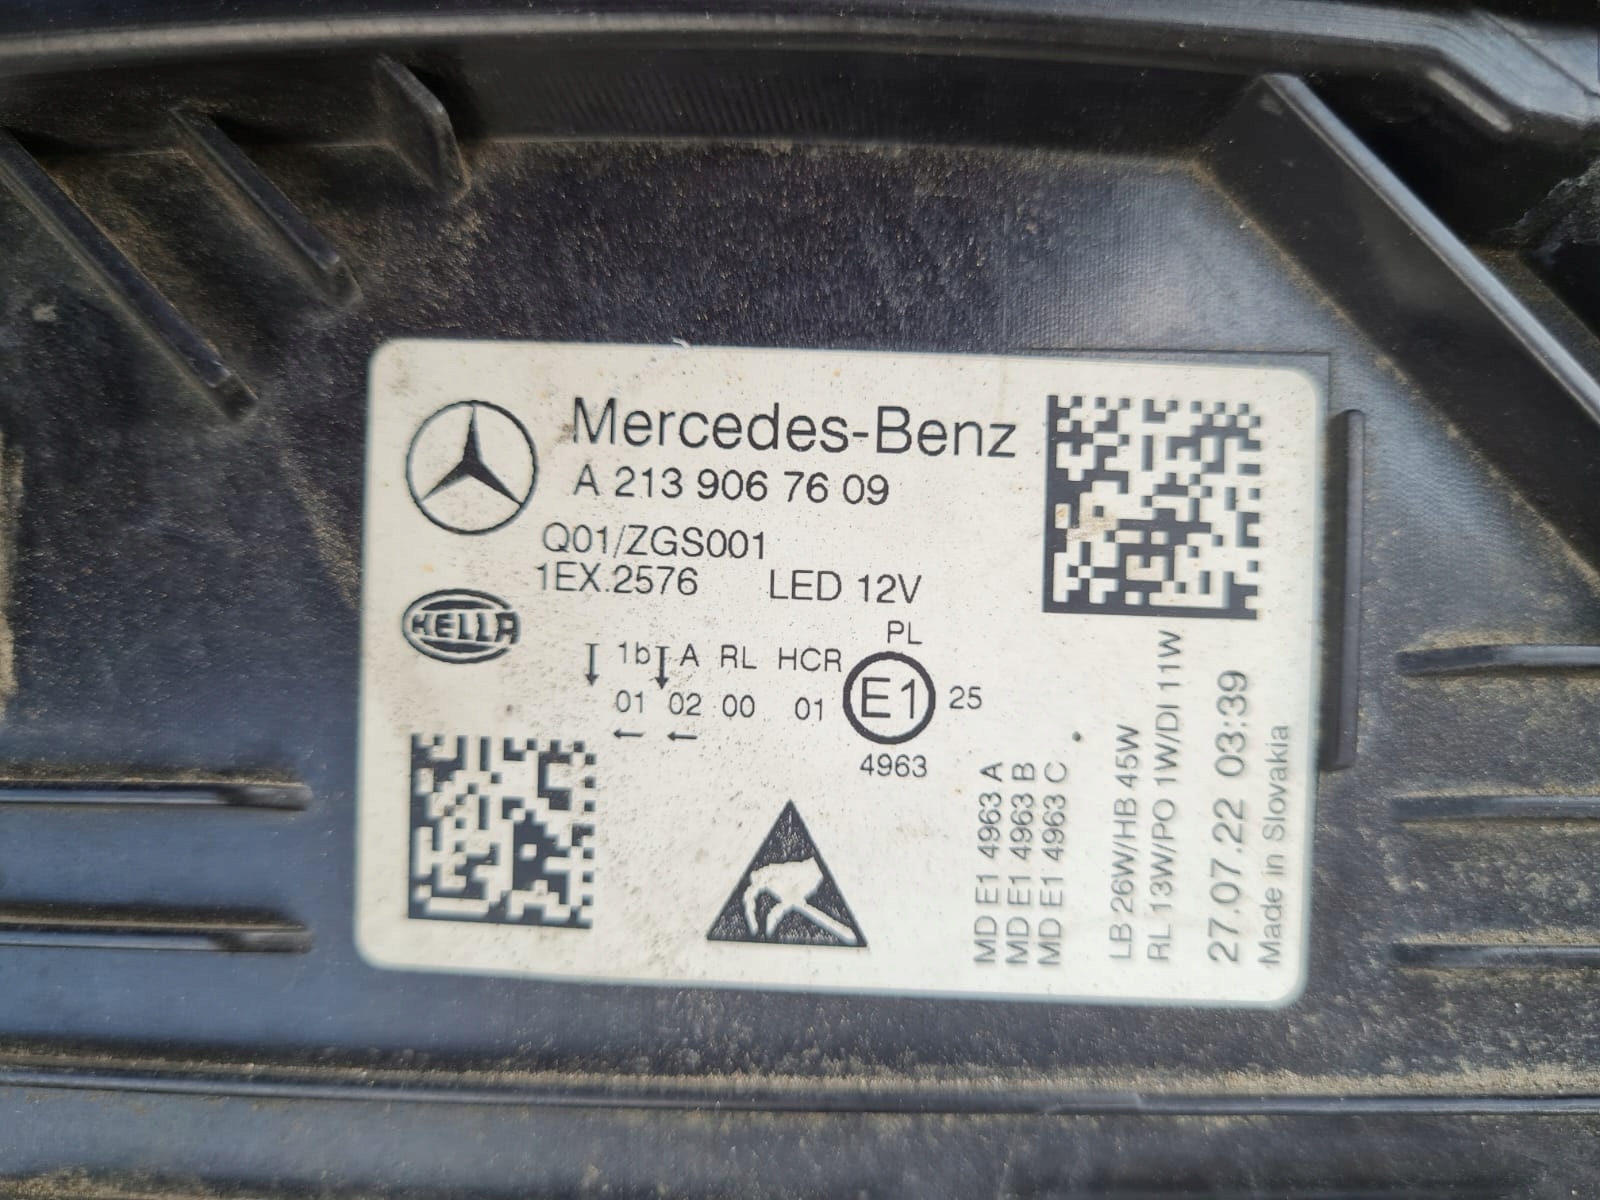 Mercedes-Benz
A 213 906 76 09
Q01/ZGS001
1EX.2576 LED 12V
HELLA
PL
1b A RL HCR
E1
25
01 02 00 01
← ←
4963
MD E1 4963 A
MD E1 4963 B
MD E1 4963 C
LB 26W/HB 45W
RL 13W/PO 1W/DI 11W
27.07.22 03:39
Made in Slovakia